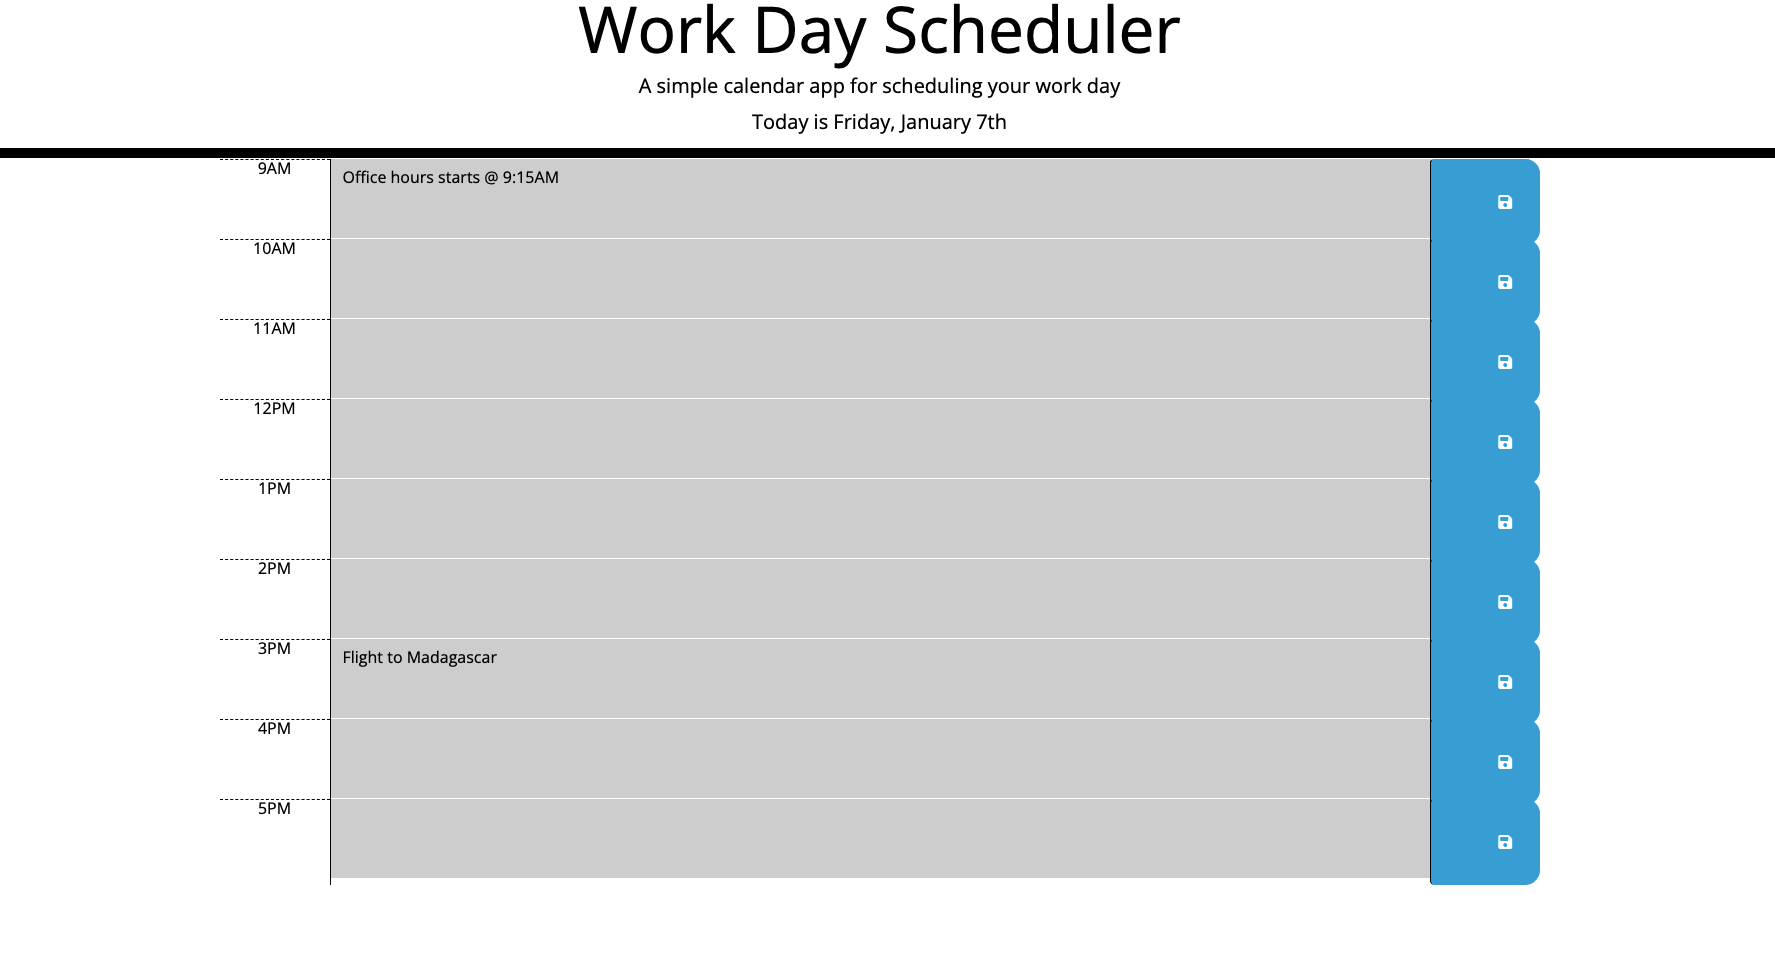 Work Day Scheduler
A simple calendar app for scheduling your work day
Today is Friday, January 7th
9AM
Office hours starts @ 9:15AM
10AM
11AM
12PM
1PM
2PM
3PM
Flight to Madagascar
4PM
5PM